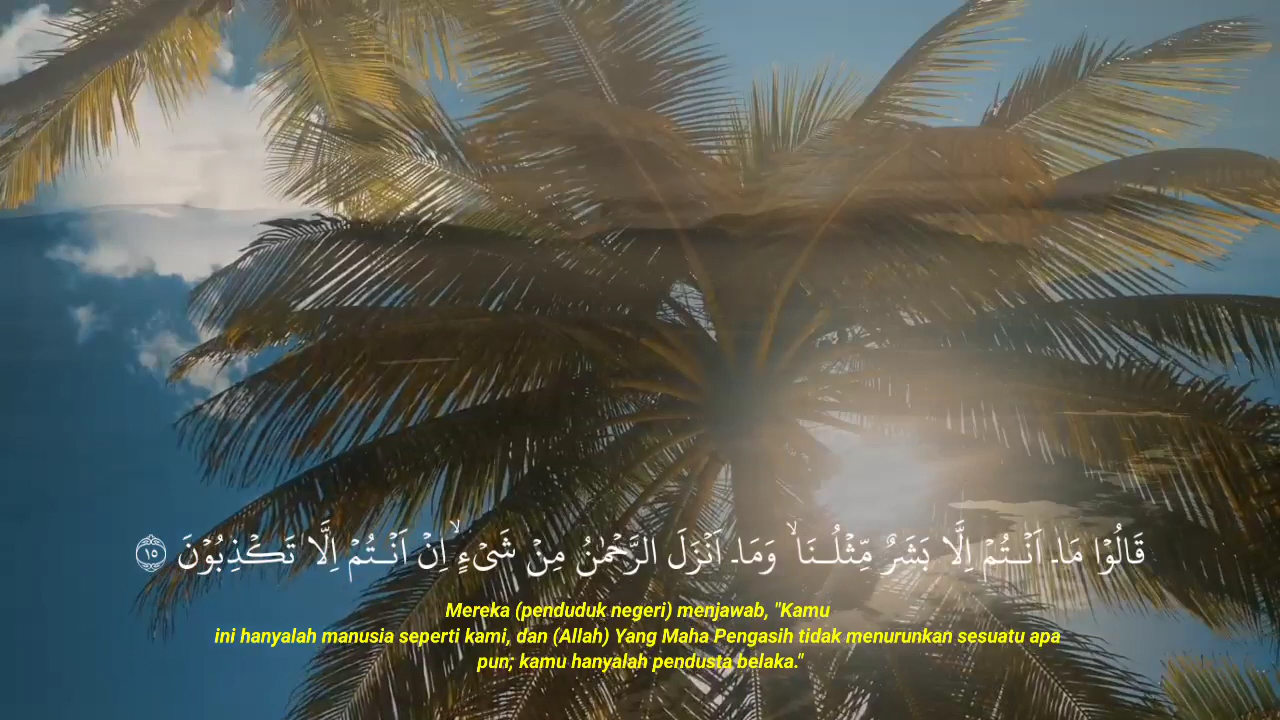 قَالُوْا مَآ اَنْتُمْ اِلَّا بَشَرٌ مِّثْلُنَاۙ وَمَآ اَنْزَلَ الرَّحْمٰنُ مِنْ شَيْءٍۙ اِنْ اَنْتُمْ اِلَّا تَكْذِبُوْنَ ١٥
Mereka (penduduk negeri) menjawab, "Kamu
ini hanyalah manusia seperti kami, dan (Allah) Yang Maha Pengasih tidak menurunkan sesuatu apa
pun; kamu hanyalah pendusta belaka."